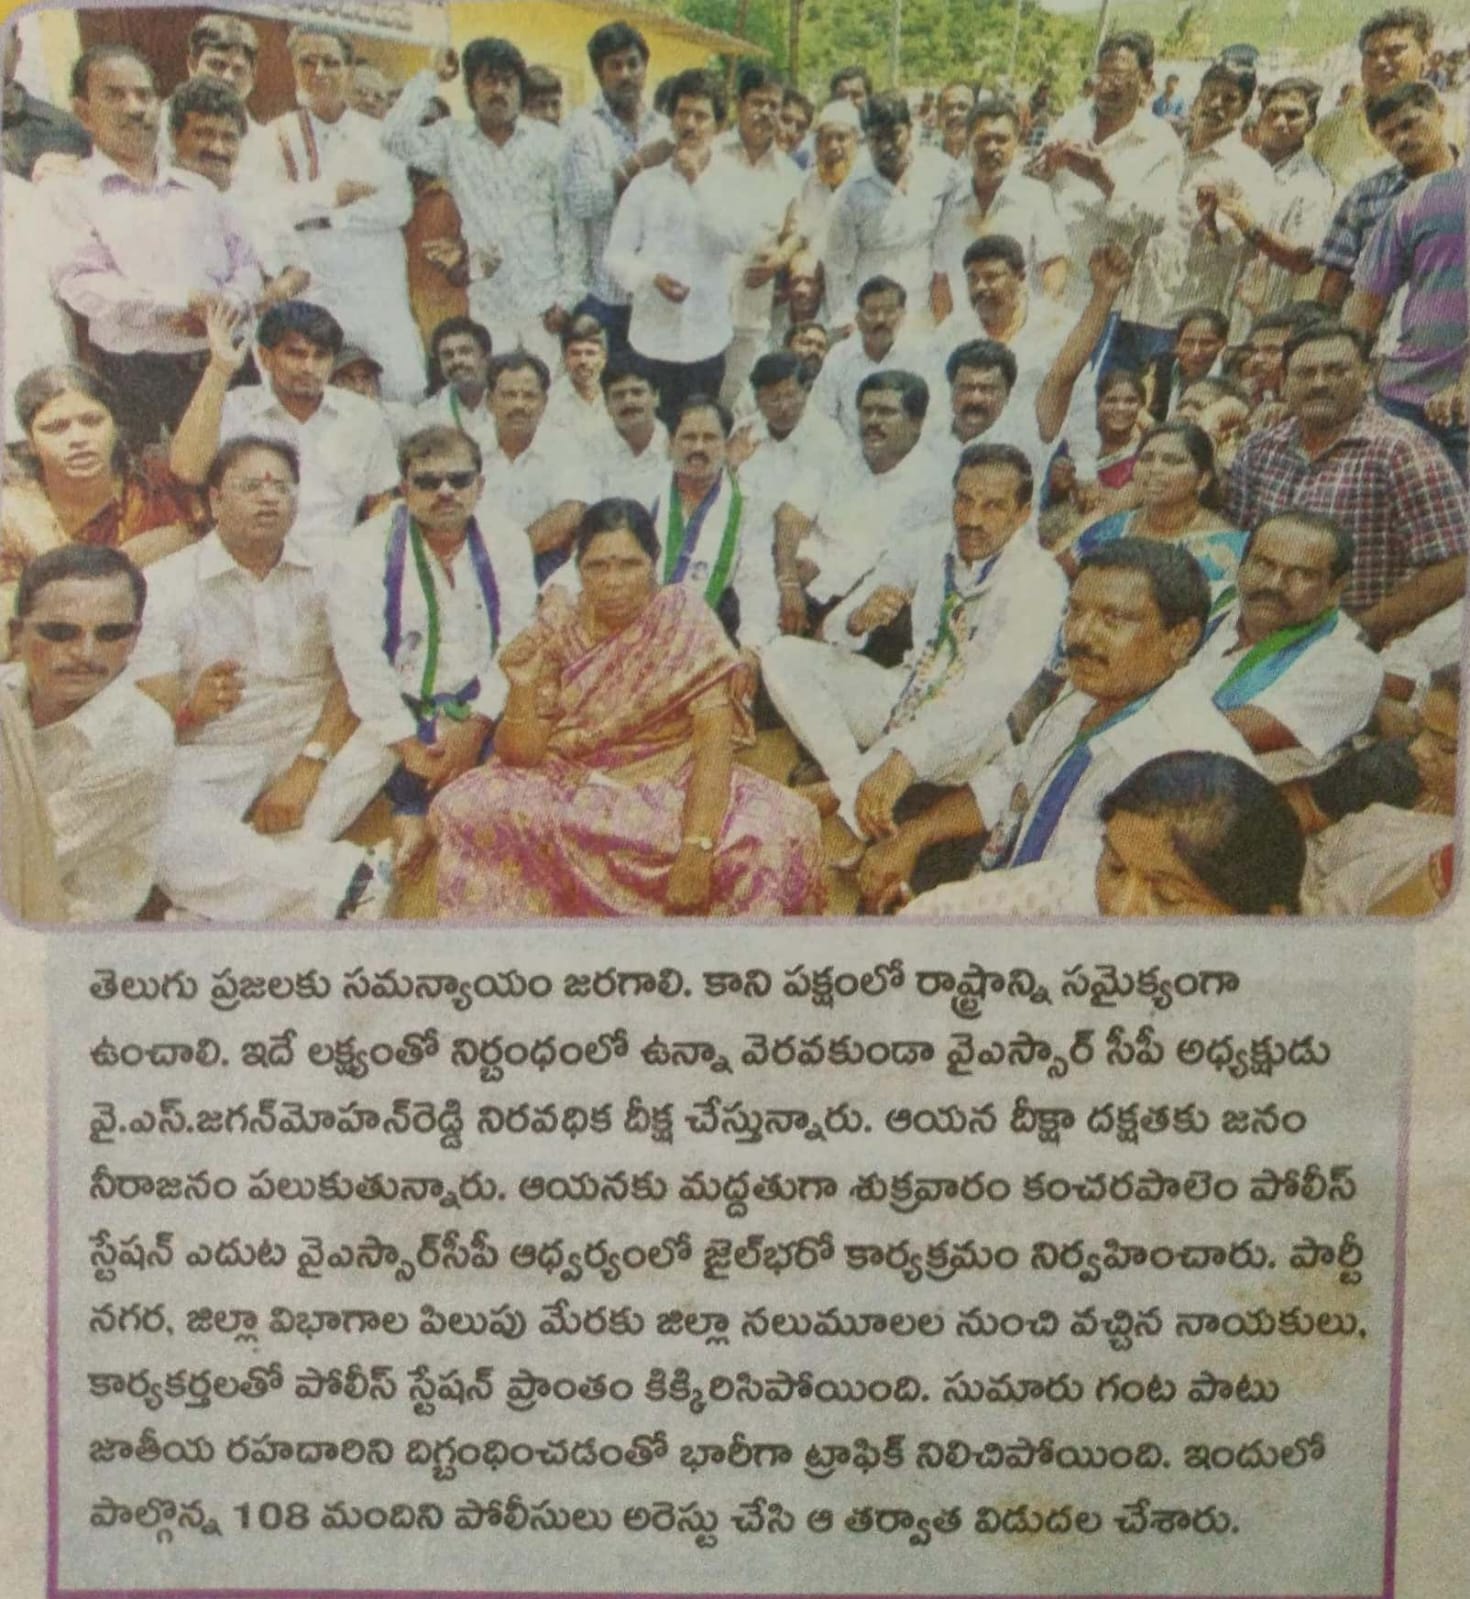 తెలుగు ప్రజలకు సమన్యాయం జరగాలి. కాని పక్షంలో రాష్ట్రాన్ని సమైక్యంగా
ఉంచాలి. ఇదే లక్ష్యంతో నిర్బంధంలో ఉన్నా వెరవకుండా వైఎస్సార్ సీపీ అధ్యక్షుడు
వై.ఎస్.జగన్‌మోహన్‌రెడ్డి నిరవధిక దీక్ష చేస్తున్నారు. ఆయన దీక్షా దక్షతకు జనం
నీరాజనం పలుకుతున్నారు. ఆయనకు మద్దతుగా శుక్రవారం కంచరపాలెం పోలీస్
స్టేషన్ ఎదుట వైఎస్సార్‌సీపీ ఆధ్వర్యంలో జైల్‌భరో కార్యక్రమం నిర్వహించారు. పార్టీ
నగర, జిల్లా విభాగాల పిలుపు మేరకు జిల్లా నలుమూలల నుంచి వచ్చిన నాయకులు,
కార్యకర్తలతో పోలీస్ స్టేషన్ ప్రాంతం కిక్కిరిసిపోయింది. సుమారు గంట పాటు
జాతీయ రహదారిని దిగ్బంధించడంతో భారీగా ట్రాఫిక్ నిలిచిపోయింది. ఇందులో
పాల్గొన్న 108 మందిని పోలీసులు అరెస్టు చేసి ఆ తర్వాత విడుదల చేశారు.